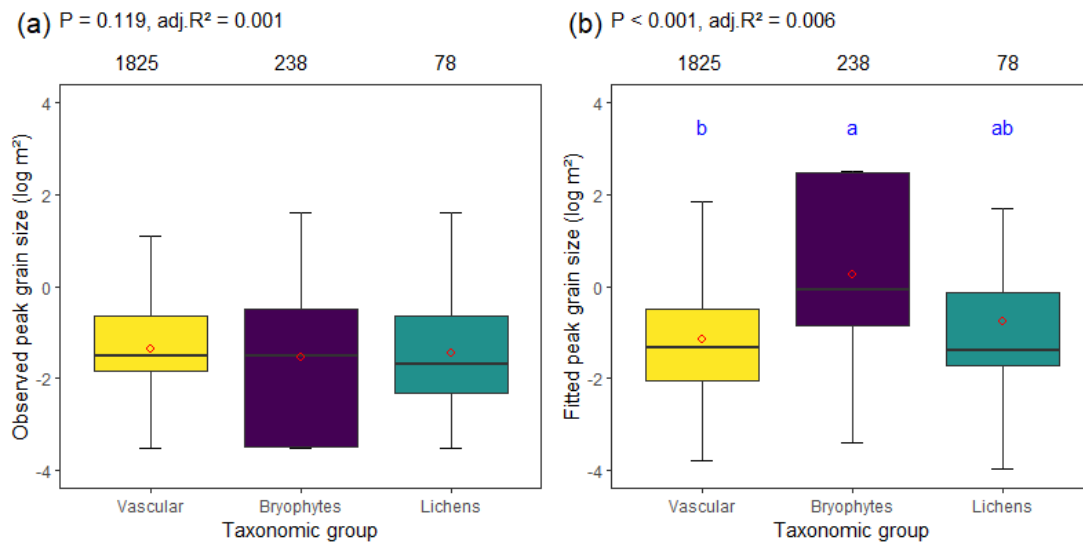 (a) P = 0.119, adj.R² = 0.001
1825 238 78
Observed peak grain size (log m²)
4
2
0
-2
-4
Vascular Bryophytes Lichens
Taxonomic group
(b) P < 0.001, adj.R² = 0.006
1825 238 78
Fitted peak grain size (log m²)
4
2
0
-2
-4
b a ab
Vascular Bryophytes Lichens
Taxonomic group